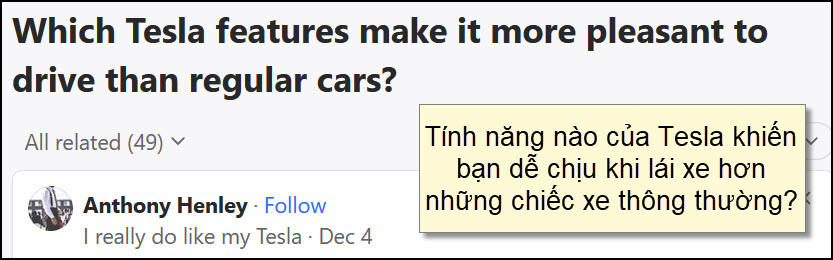 Which Tesla features make it more pleasant to
drive than regular cars?
All related (49)
Tính năng nào của Tesla khiến
bạn dễ chịu khi lái xe hơn
những chiếc xe thông thường?
Anthony Henley · Follow
I really do like my Tesla · Dec 4